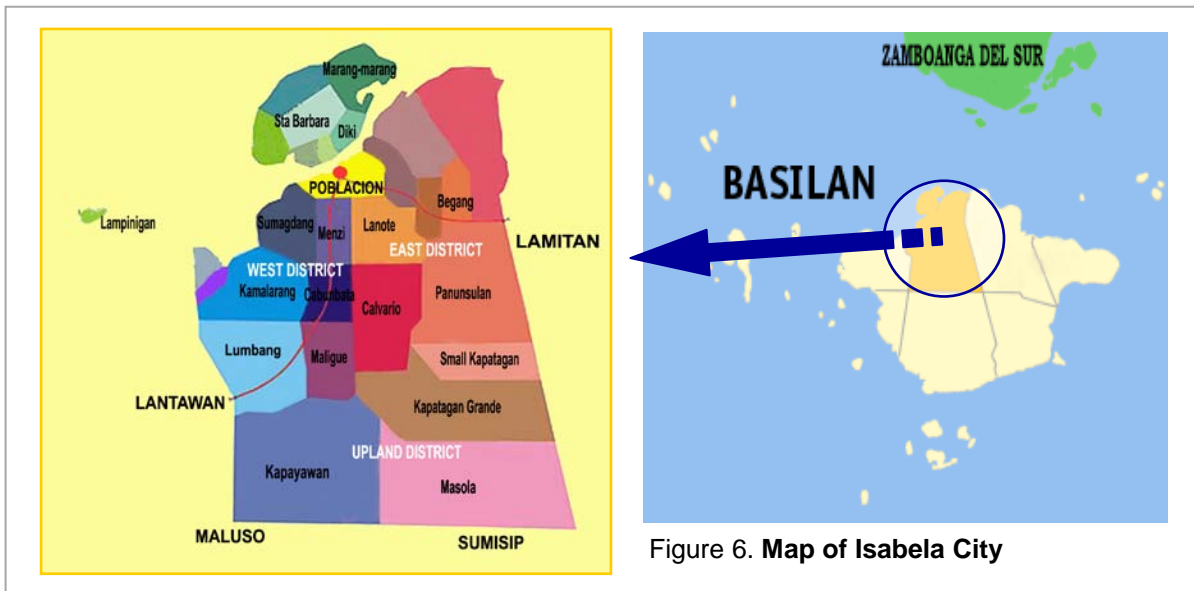 Marang-marang
Sta Barbara
Diki
POBLACION
Begang
Lampinigan
Sumagdang
Menzi
Lanote
LAMITAN
EAST DISTRICT
WEST DISTRICT
Kamalarang
Cabunbata
Calvario
Panunsulan
Lumbang
Maligue
Small Kapatagan
LANTAWAN
Kapatagan Grande
UPLAND DISTRICT
Kapayawan
Masola
MALUSO
SUMISIP
ZAMBOANGA DEL SUR
BASILAN
Figure 6. Map of Isabela City